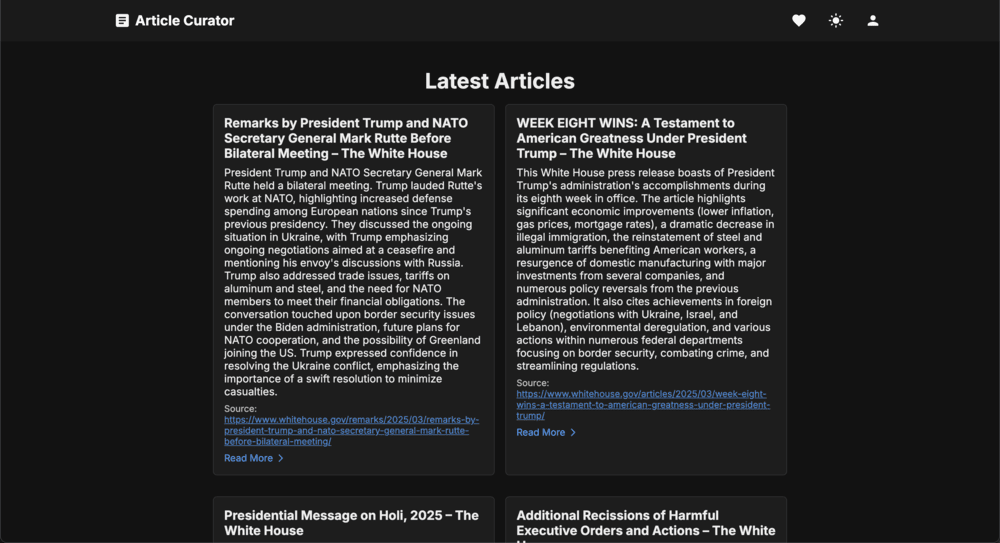 Article Curator
Latest Articles
Remarks by President Trump and NATO
Secretary General Mark Rutte Before
Bilateral Meeting – The White House
President Trump and NATO Secretary General Mark
Rutte held a bilateral meeting. Trump lauded Rutte's
work at NATO, highlighting increased defense
spending among European nations since Trump's
previous presidency. They discussed the ongoing
situation in Ukraine, with Trump emphasizing
ongoing negotiations aimed at a ceasefire and
mentioning his envoy's discussions with Russia.
Trump also addressed trade issues, tariffs on
aluminum and steel, and the need for NATO
members to meet their financial obligations. The
conversation touched upon border security issues
under the Biden administration, future plans for
NATO cooperation, and the possibility of Greenland
joining the US. Trump expressed confidence in
resolving the Ukraine conflict, emphasizing the
importance of a swift resolution to minimize
casualties.
Source:
https://www.whitehouse.gov/remarks/2025/03/remarks-by-
president-trump-and-nato-secretary-general-mark-rutte-
before-bilateral-meeting/
Read More
WEEK EIGHT WINS: A Testament to
American Greatness Under President
Trump – The White House
This White House press release boasts of President
Trump's administration's accomplishments during
its eighth week in office. The article highlights
significant economic improvements (lower inflation,
gas prices, mortgage rates), a dramatic decrease in
illegal immigration, the reinstatement of steel and
aluminum tariffs benefiting American workers, a
resurgence of domestic manufacturing with major
investments from several companies, and
numerous policy reversals from the previous
administration. It also cites achievements in foreign
policy (negotiations with Ukraine, Israel, and
Lebanon), environmental deregulation, and various
actions within numerous federal departments
focusing on border security, combating crime, and
streamlining regulations.
Source:
https://www.whitehouse.gov/articles/2025/03/week-eight-
wins-a-testament-to-american-greatness-under-president-
trump/
Read More
Presidential Message on Holi, 2025 – The
White House
Additional Recissions of Harmful
Executive Orders and Actions – The White